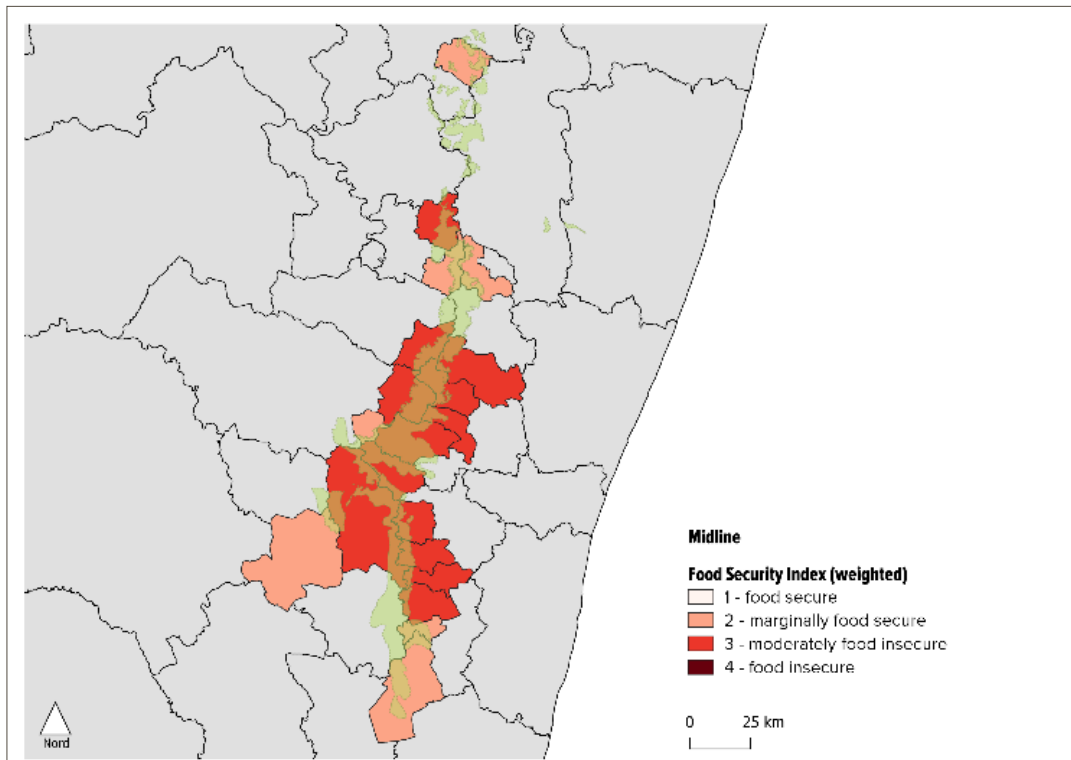 Midline
Food Security Index (weighted)
1 - food secure
2 - marginally food secure
3 - moderately food insecure
4 - food insecure
0 25 km
Nord